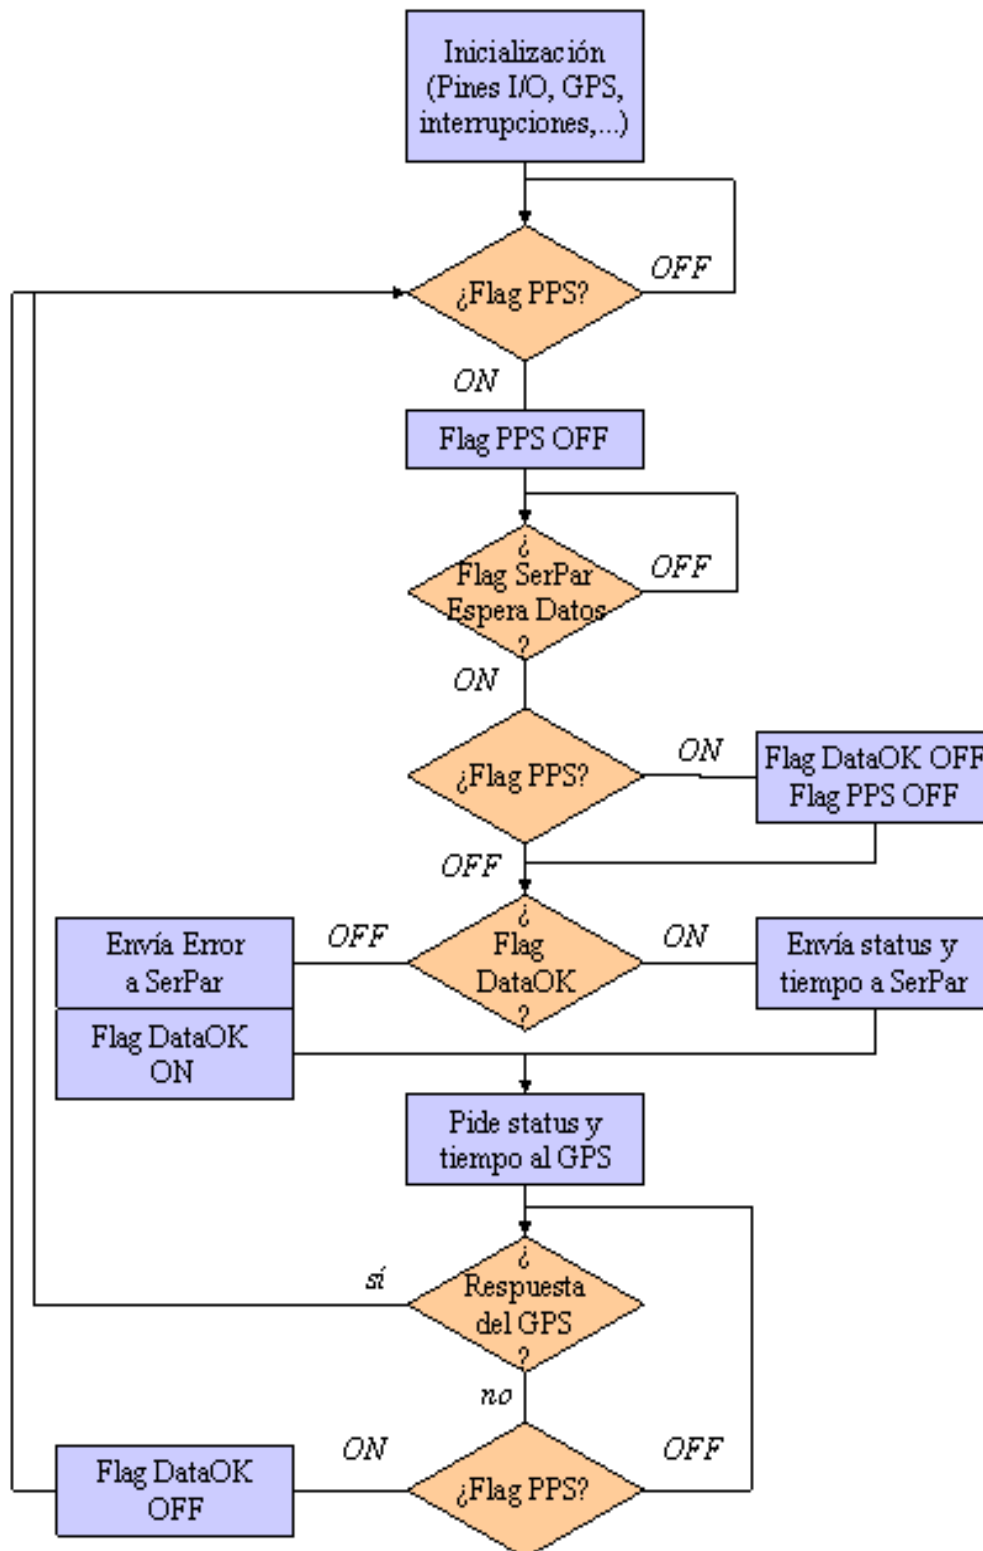 Inicialización
(Pines I/O, GPS,
interrupciones,...)
OFF
¿Flag PPS?
ON
Flag PPS OFF
¿
Flag SerPar
Espera Datos
?
OFF
ON
¿Flag PPS?
ON
Flag DataOK OFF
Flag PPS OFF
OFF
¿
Flag
DataOK
?
OFF
Envía Error
a SerPar
Flag DataOK
ON
ON
Envía status y
tiempo a SerPar
Pide status y
tiempo al GPS
¿
Respuesta
del GPS
?
sí
no
¿Flag PPS?
ON
OFF
Flag DataOK
OFF